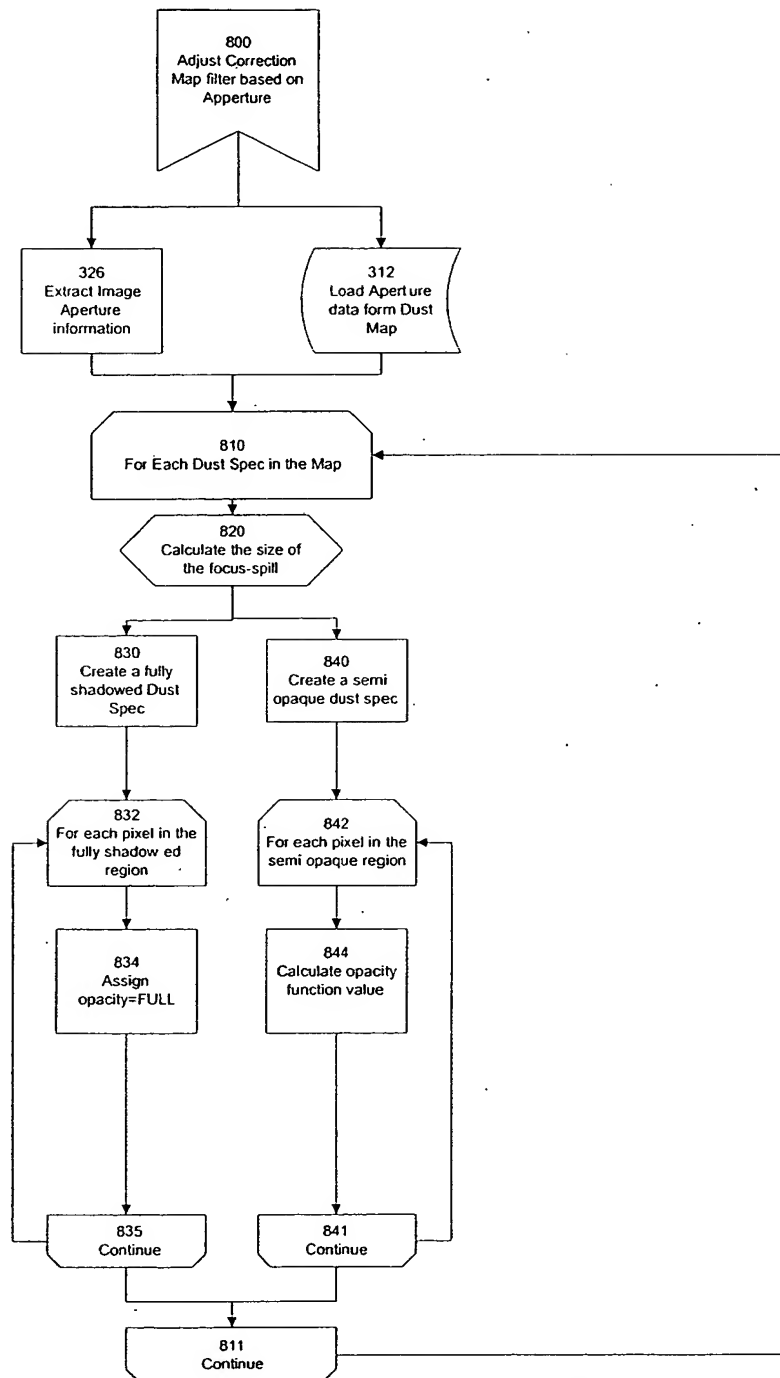 800
Adjust Correction
Map filter based on
Apperture
326
Extract Image
Aperture
information
312
Load Aperture
data form Dust
Map
810
For Each Dust Spec in the Map
820
Calculate the size of
the focus-spill
830
Create a fully
shadowed Dust
Spec
840
Create a semi
opaque dust spec
832
For each pixel in the
fully shadow ed
region
842
For each pixel in the
semi opaque region
834
Assign
opacity=FULL
844
Calculate opacity
function value
835
Continue
841
Continue
811
Continue